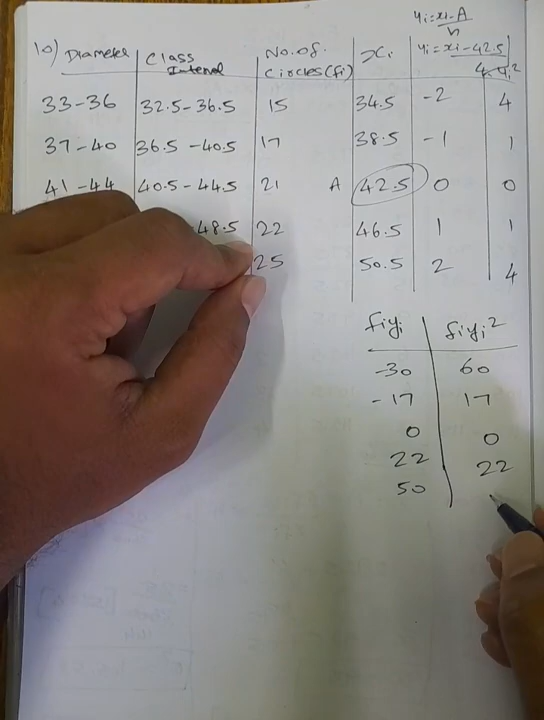 yi = xi - A
h
10) Diameter Class Interval No. of. Circles (fi) xi yi = xi - 42.5 yi²
4
33-36 32.5-36.5 15 34.5 -2 4
37-40 36.5-40.5 17 38.5 -1 1
41-44 40.5-44.5 21 A 42.5 0 0
48.5 22 46.5 1 1
25 50.5 2 4
fiyi fiyi²
-30 60
-17 17
0 0
22 22
50